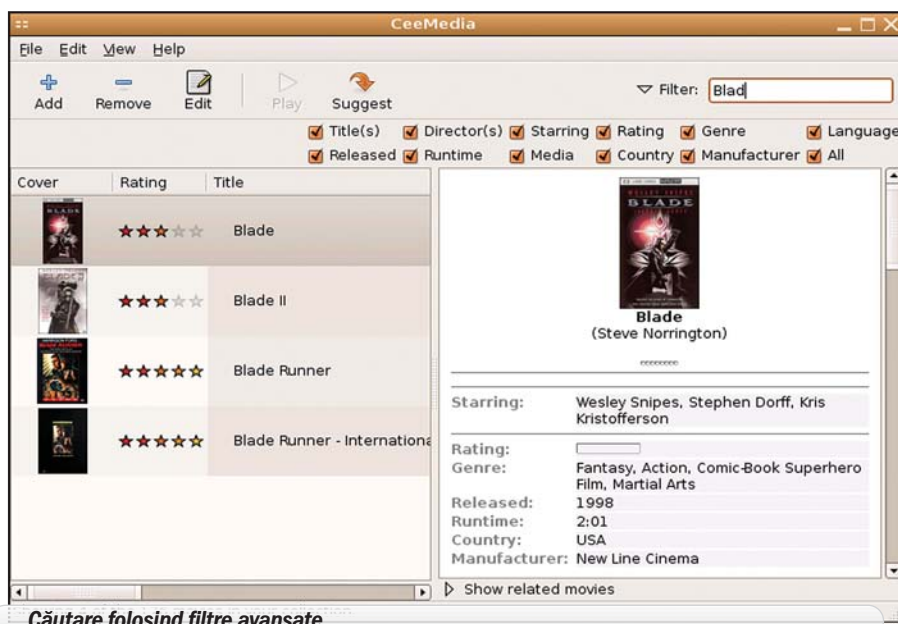 CeeMedia
File Edit View Help
Add Remove Edit Play Suggest Filter: Blad
Title(s) Director(s) Starring Rating Genre Language
Released Runtime Media Country Manufacturer All
Cover Rating Title
Blade
Blade II
Blade Runner
Blade Runner - Internationa
BLADE
Blade
(Steve Norrington)
Starring: Wesley Snipes, Stephen Dorff, Kris
Kristofferson
Rating:
Genre: Fantasy, Action, Comic-Book Superhero
Film, Martial Arts
Released: 1998
Runtime: 2:01
Country: USA
Manufacturer: New Line Cinema
Show related movies
Căutare folosind filtre avansate